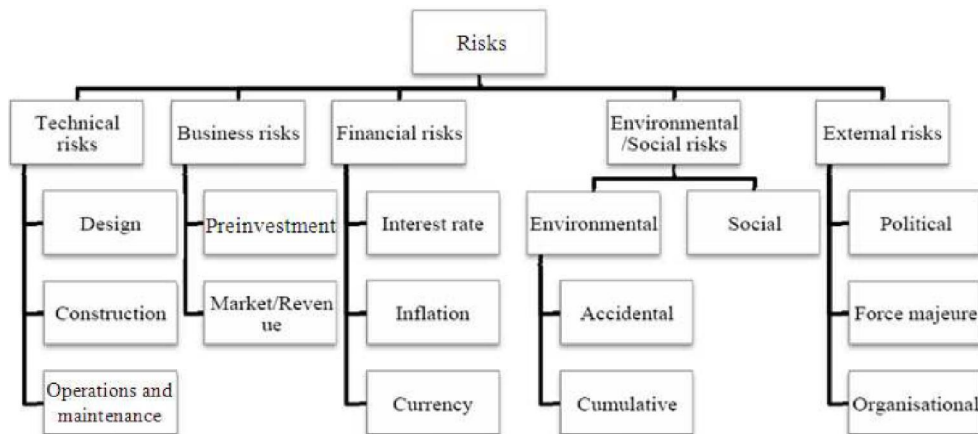 Risks
Technical
risks
Business risks
Financial risks
Environmental
/Social risks
External risks
Design
Preinvestment
Interest rate
Environmental
Social
Political
Construction
Market/Reven
ue
Inflation
Accidental
Force majeure
Operations and
maintenance
Currency
Cumulative
Organisational